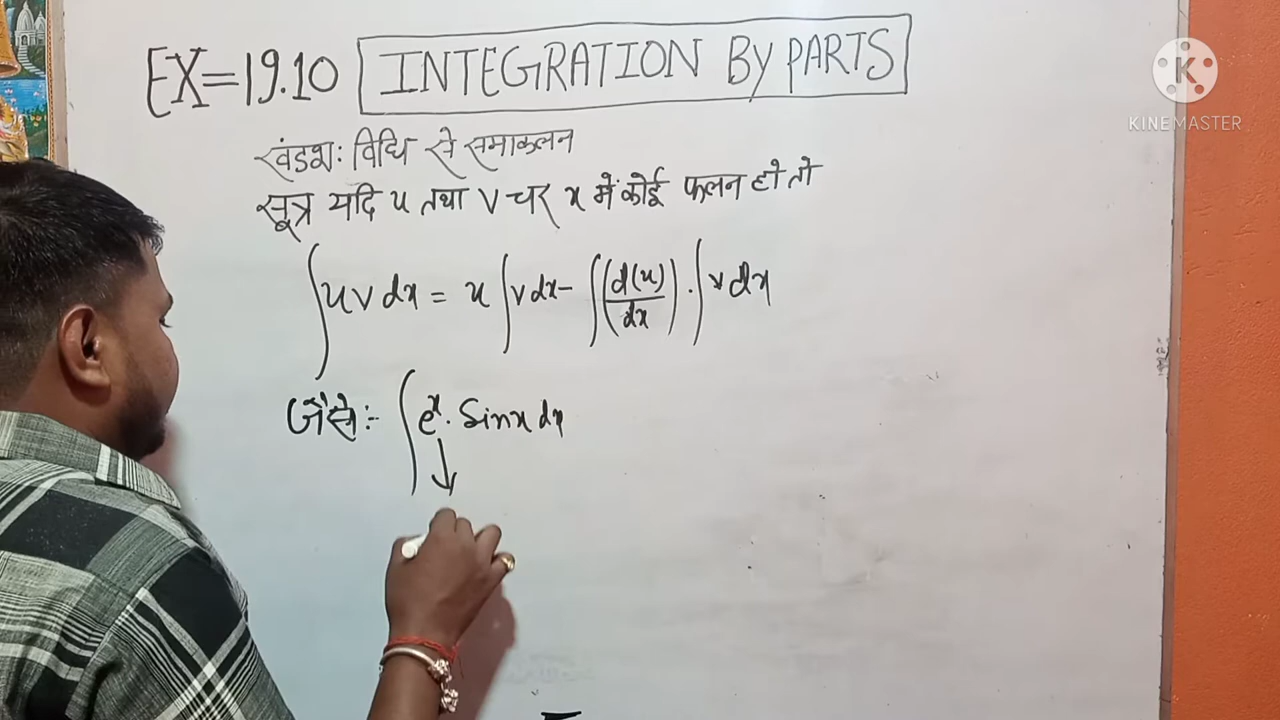 EX=19.10 INTEGRATION BY PARTS
KINEMASTER
खंडशः विधि से समाकलन
सूत्र यदि u तथा v चर x में कोई फलन हो तो
∫uv dx = u ∫v dx - ∫(d(u)/dx) . ∫v dx
जैसे:- ∫e^x . Sinx dx